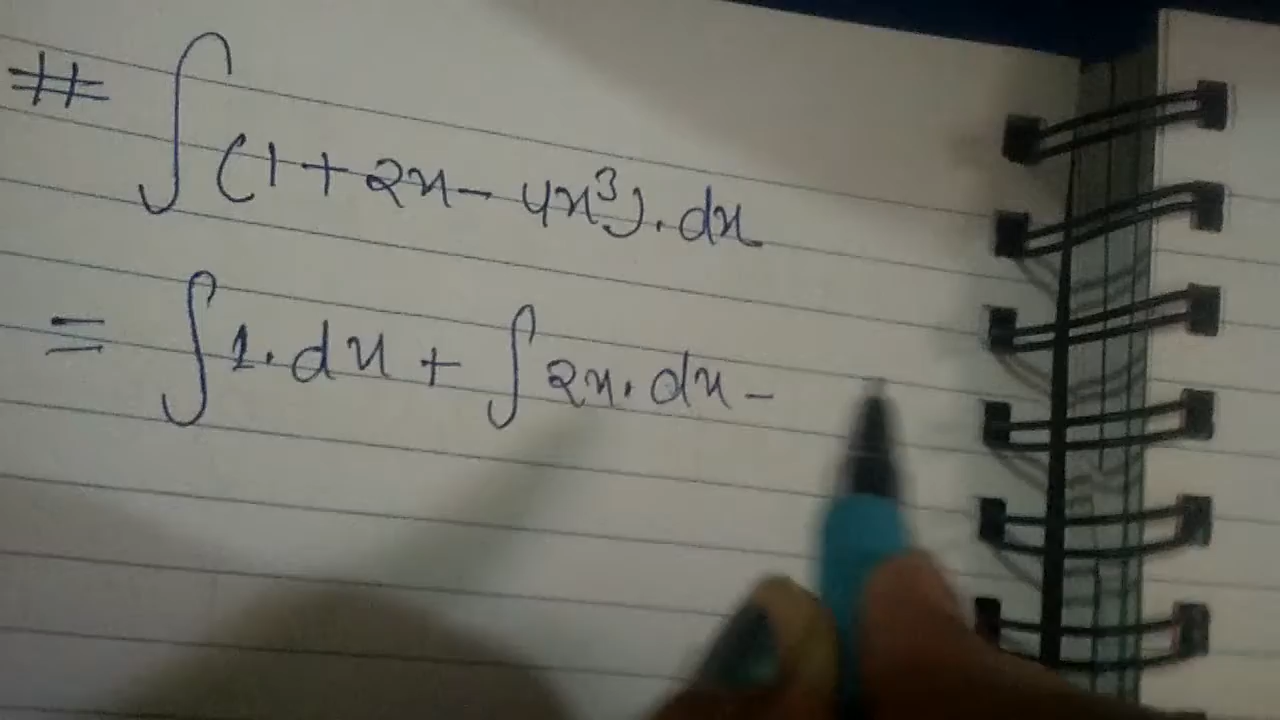 # ∫(1+2x-4x³).dx
= ∫1.dx + ∫2x.dx -